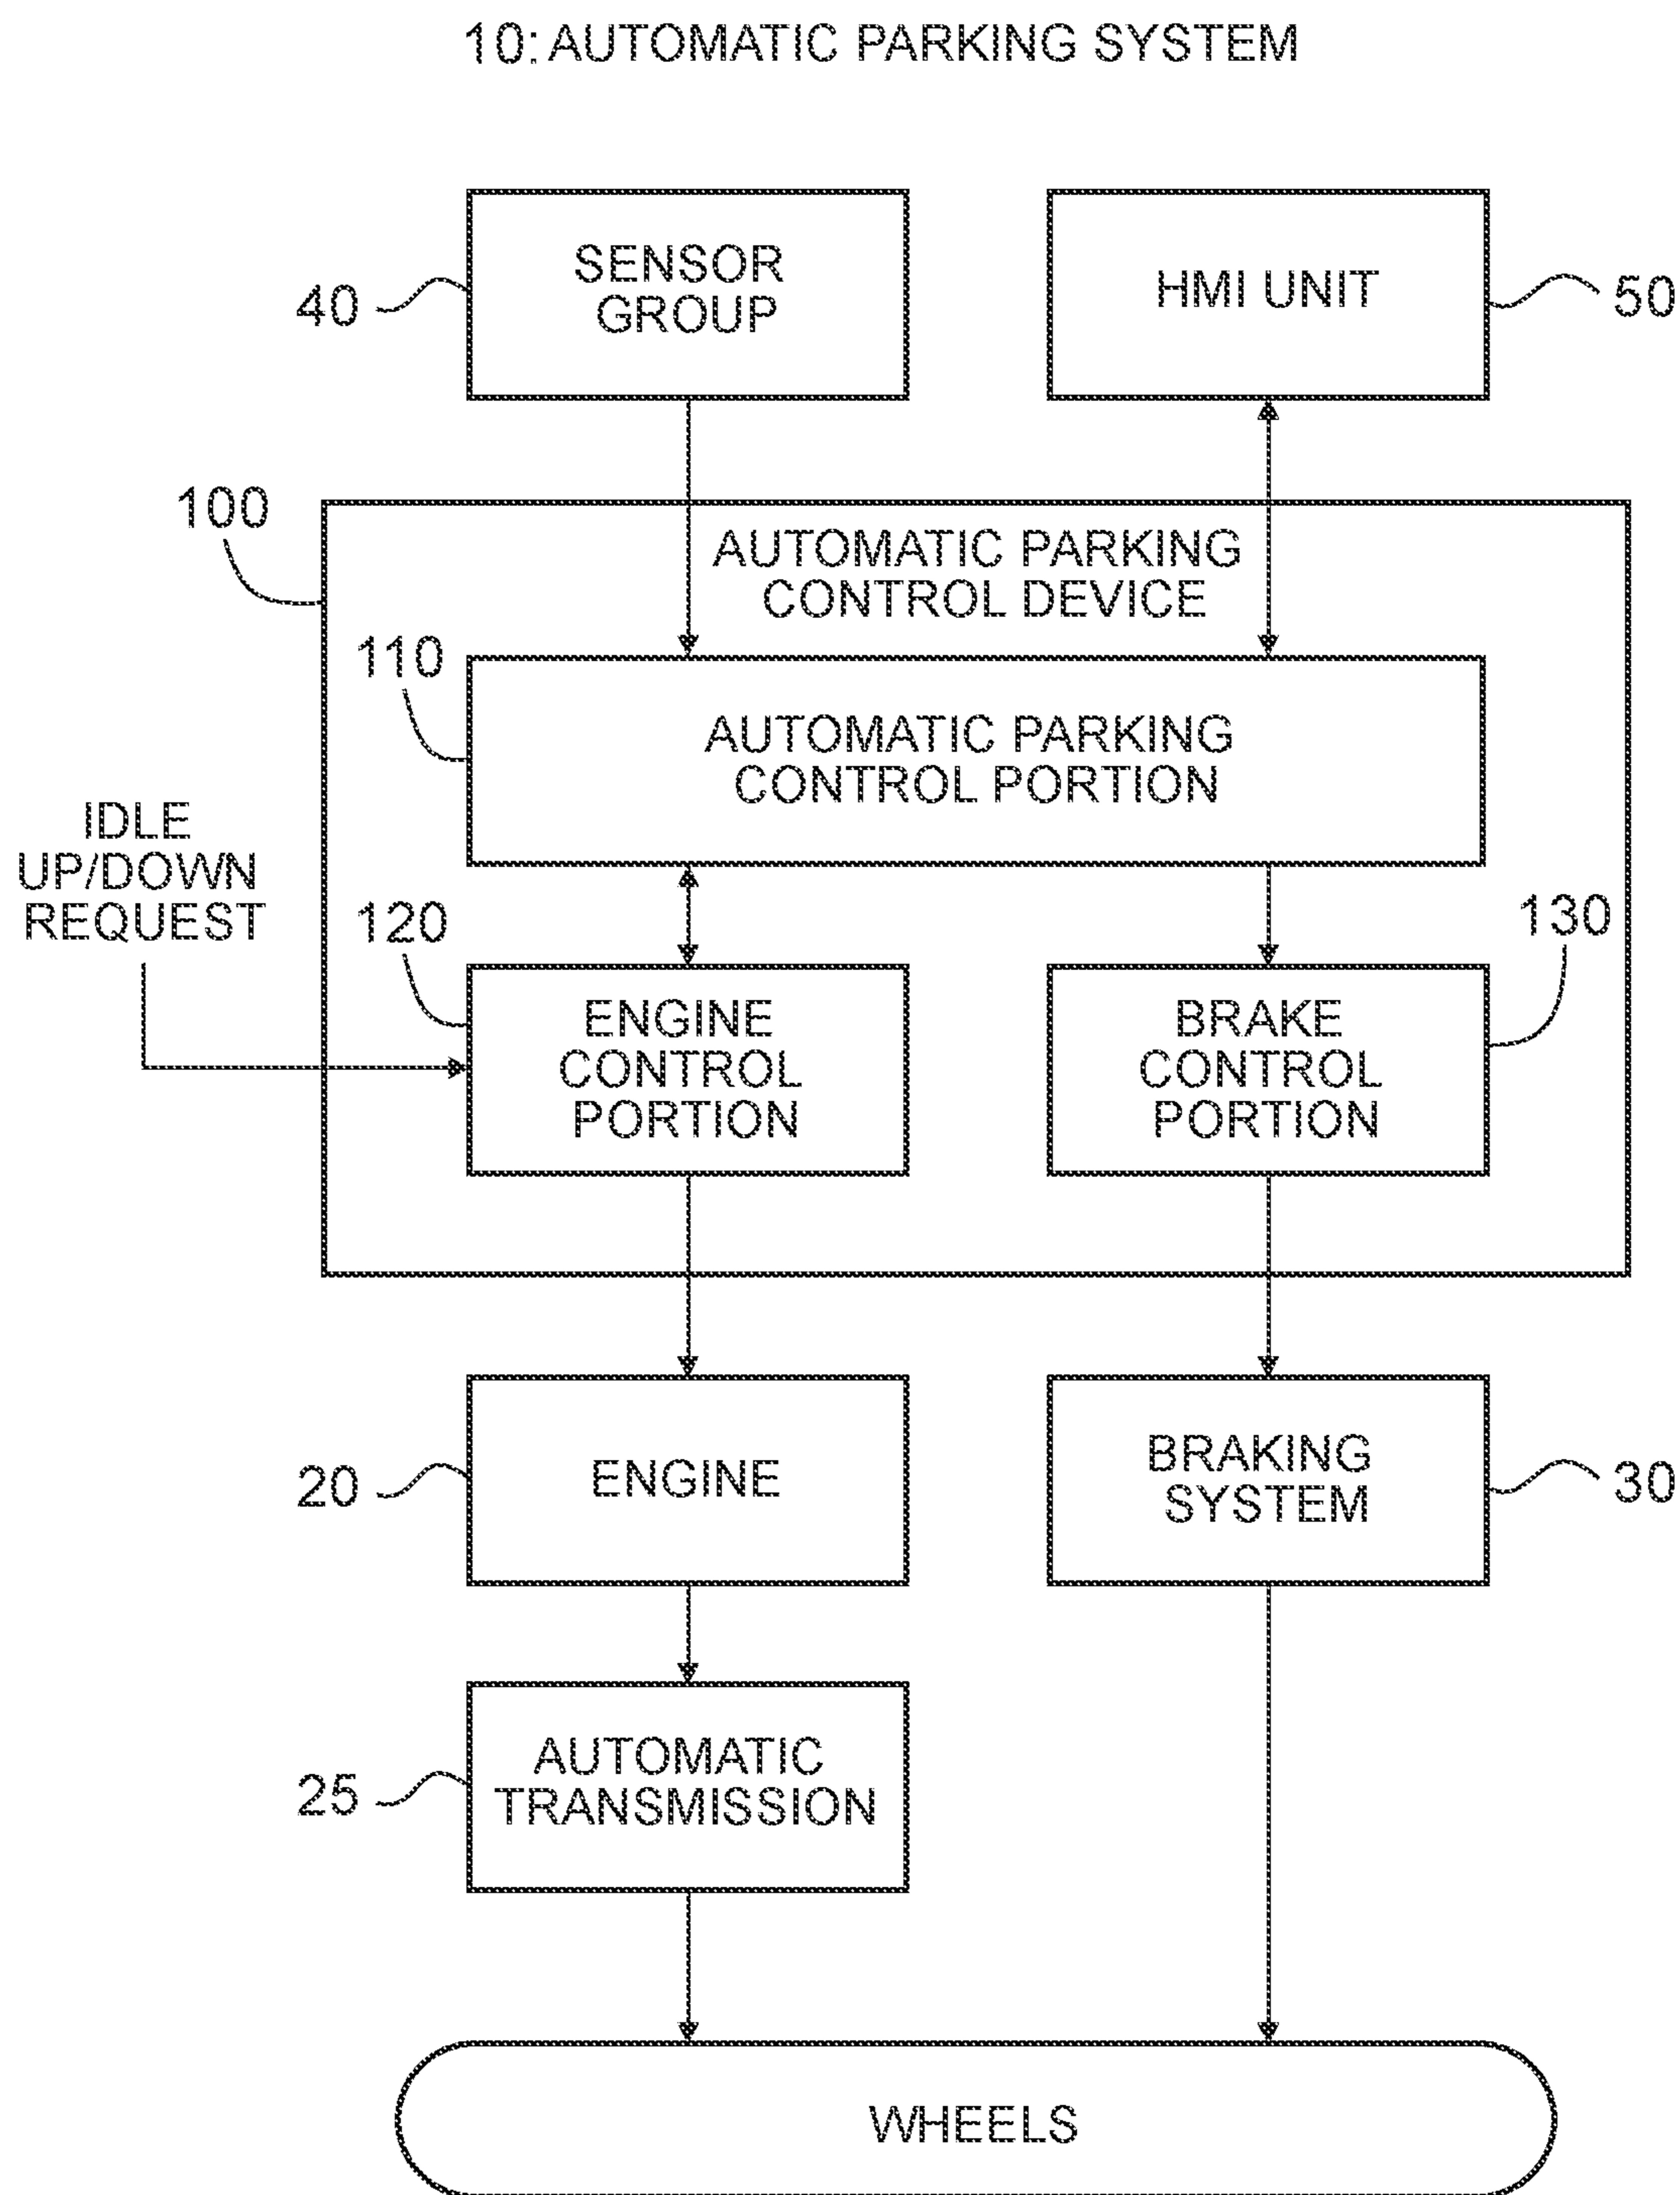 10: AUTOMATIC PARKING SYSTEM
SENSOR
GROUP
40
HMI UNIT
50
100
AUTOMATIC PARKING
CONTROL DEVICE
110
AUTOMATIC PARKING
CONTROL PORTION
IDLE
UP/DOWN
REQUEST
120
130
ENGINE
CONTROL
PORTION
BRAKE
CONTROL
PORTION
20
ENGINE
BRAKING
SYSTEM
30
25
AUTOMATIC
TRANSMISSION
WHEELS